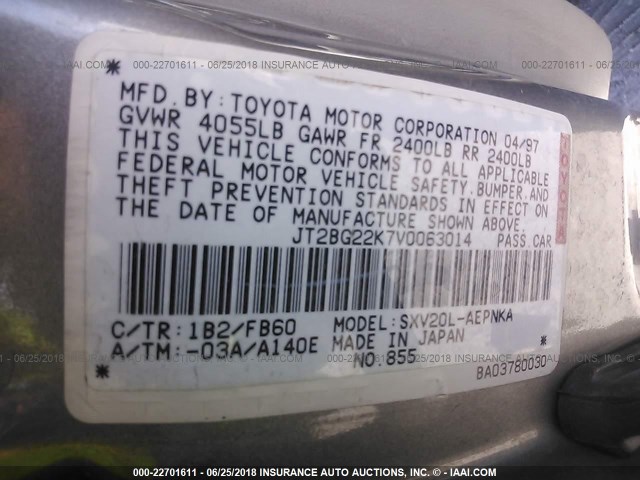 000-22701611 - 06/25/2018 INSURANCE AUTO AUCTIONS, INC. - © - IAAI.COM
*
MFD.BY:TOYOTA MOTOR CORPORATION 04/97
GVWR 4055LB GAWR FR 2400LB RR 2400LB
THIS VEHICLE CONFORMS TO ALL APPLICABLE
FEDERAL MOTOR VEHICLE SAFETY,BUMPER,AND
THEFT PREVENTION STANDARDS IN EFFECT ON
THE DATE OF MANUFACTURE SHOWN ABOVE.
JT2BG22K7V0063014 PASS.CAR
TOYOTA
C/TR:1B2/FB60 MODEL:SXV20L-AEPNKA
A/TM:-03A/A140E MADE IN JAPAN
* NO.855 BA03780030 *
000-22701611 - 06/25/2018 INSURANCE AUTO AUCTIONS, INC. - © - IAAI.COM